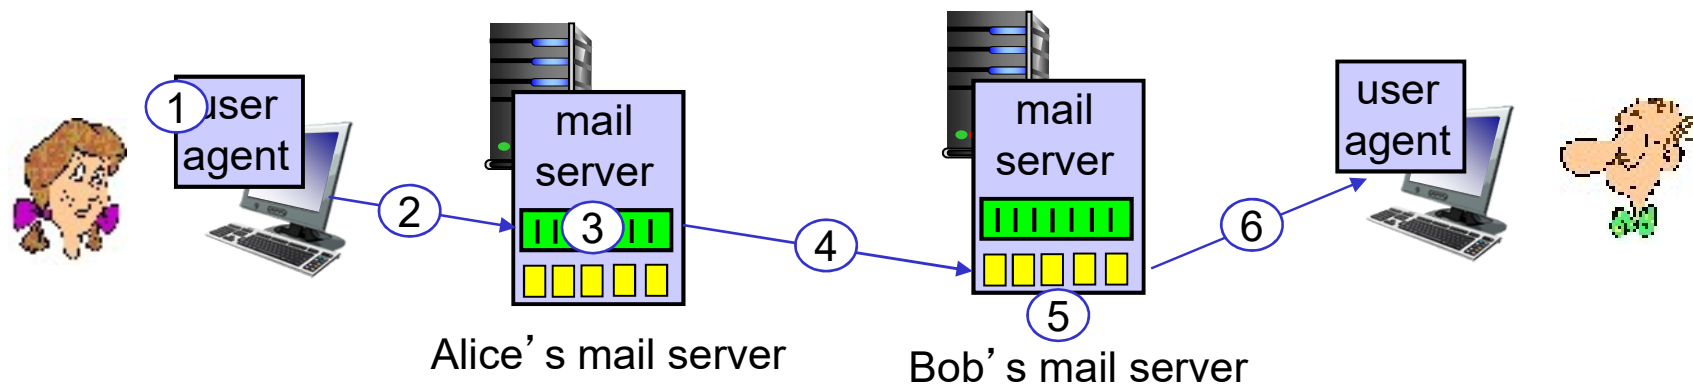 1
user
agent
2
mail
server
3
Alice’s mail server
4
mail
server
5
Bob’s mail server
6
user
agent